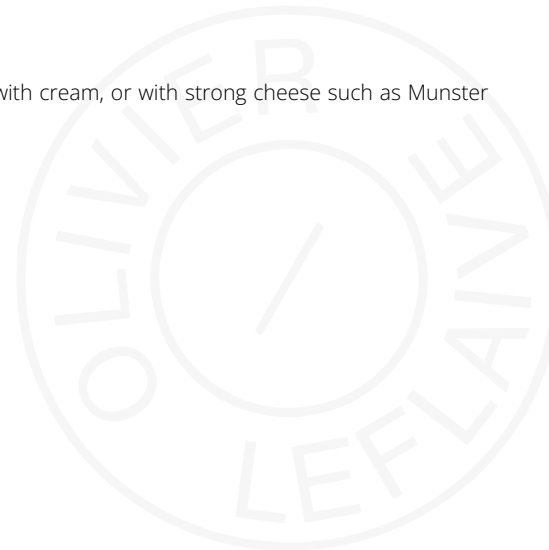 with cream, or with strong cheese such as Munster
OLIVIER
LEFLAIVE